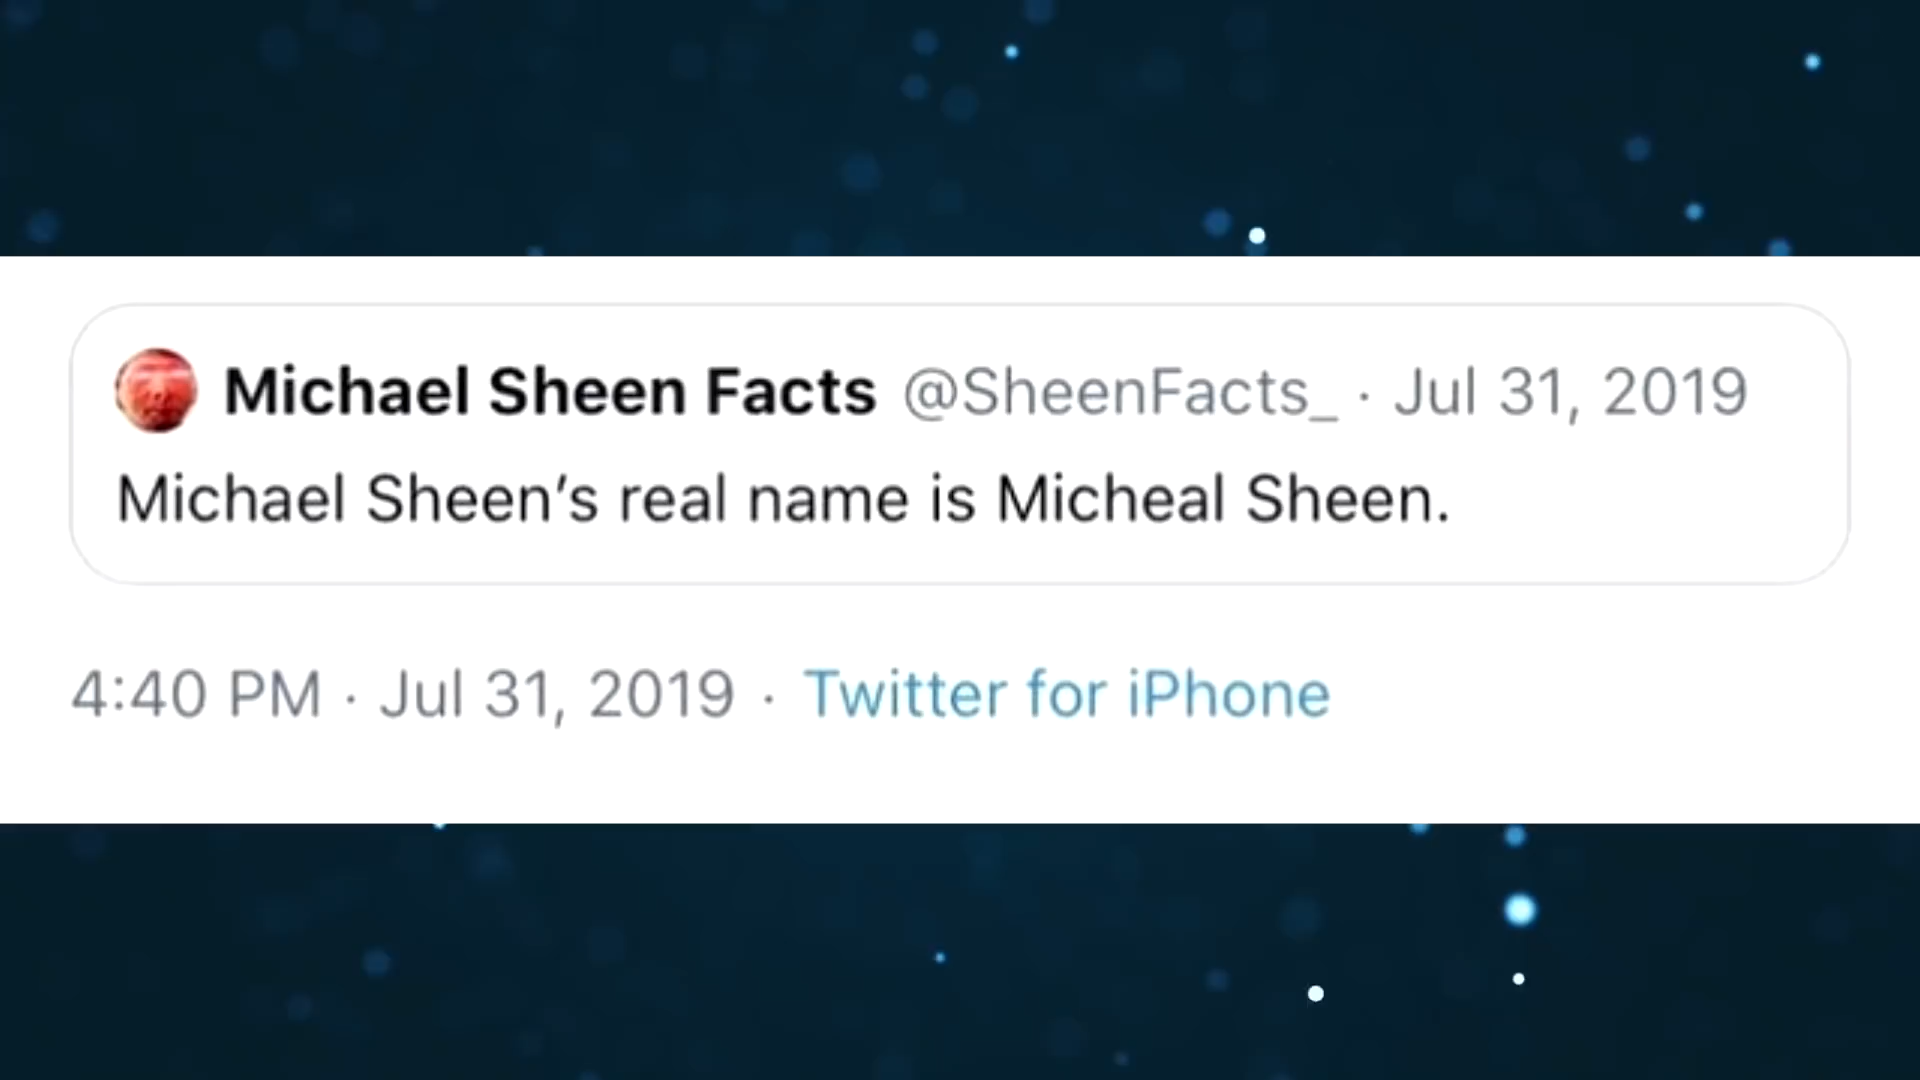 Michael Sheen Facts @SheenFacts_ · Jul 31, 2019
Michael Sheen’s real name is Micheal Sheen.
4:40 PM · Jul 31, 2019 · Twitter for iPhone